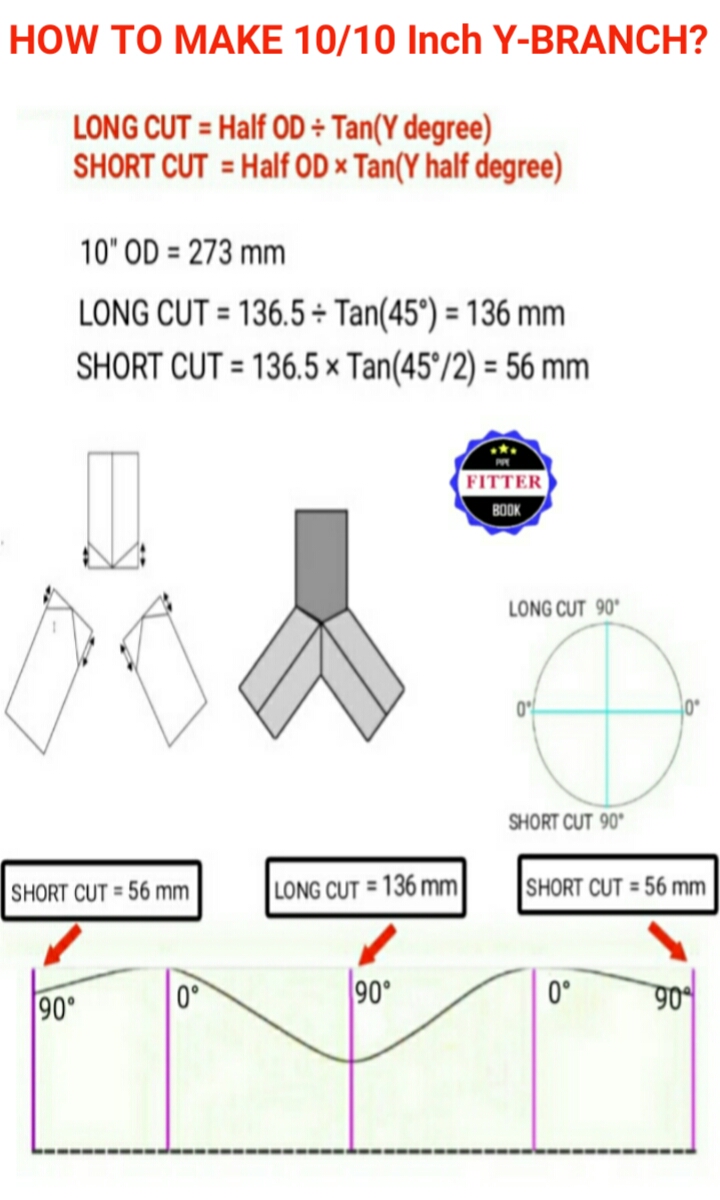 HOW TO MAKE 10/10 Inch Y-BRANCH?
LONG CUT = Half OD ÷ Tan(Y degree)
SHORT CUT = Half OD × Tan(Y half degree)
10" OD = 273 mm
LONG CUT = 136.5 ÷ Tan(45°) = 136 mm
SHORT CUT = 136.5 × Tan(45°/2) = 56 mm
PIPE
FITTER
BOOK
LONG CUT 90°
0°
0°
SHORT CUT 90°
SHORT CUT = 56 mm
LONG CUT = 136 mm
SHORT CUT = 56 mm
90°
0°
90°
0°
90°